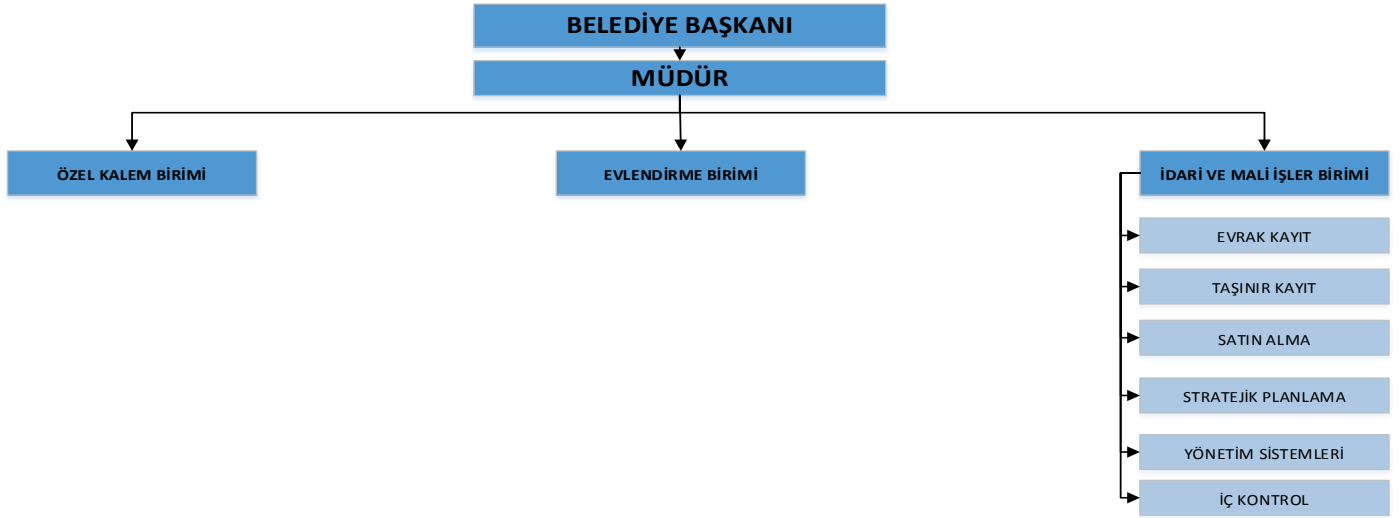 BELEDİYE BAŞKANI
MÜDÜR
ÖZEL KALEM BİRİMİ
EVLENDİRME BİRİMİ
İDARİ VE MALİ İŞLER BİRİMİ
EVRAK KAYIT
TAŞINIR KAYIT
SATIN ALMA
STRATEJİK PLANLAMA
YÖNETİM SİSTEMLERİ
İÇ KONTROL